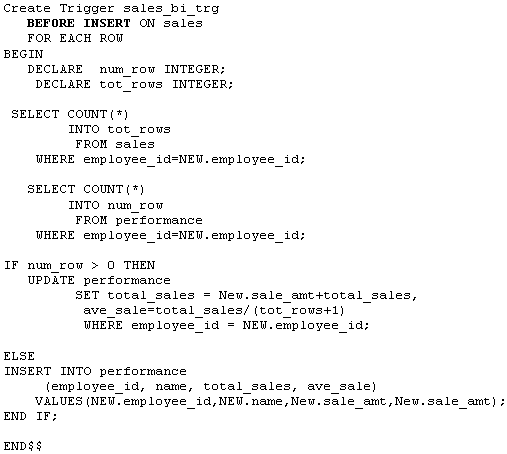 Create Trigger sales_bi_trg
BEFORE INSERT ON sales
FOR EACH ROW
BEGIN
DECLARE  num_row INTEGER;
DECLARE tot_rows INTEGER;
SELECT COUNT(*)
INTO tot_rows
FROM sales
WHERE employee_id=NEW.employee_id;
SELECT COUNT(*)
INTO num_row
FROM performance
WHERE employee_id=NEW.employee_id;
IF num_row > 0 THEN
UPDATE performance
SET total_sales = New.sale_amt+total_sales,
ave_sale=total_sales/(tot_rows+1)
WHERE employee_id = NEW.employee_id;
ELSE
INSERT INTO performance
(employee_id, name, total_sales, ave_sale)
VALUES(NEW.employee_id,NEW.name,New.sale_amt,New.sale_amt);
END IF;
END$$